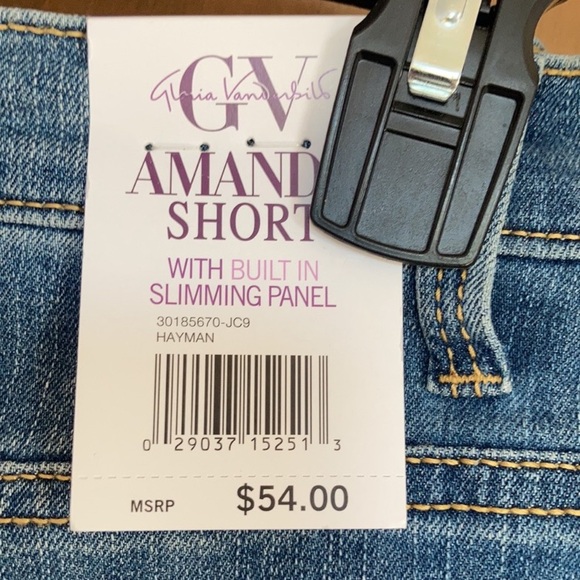 GV
Gloria Vanderbilt
AMAND
SHORT
WITH BUILT IN
SLIMMING PANEL
30185670-JC9
HAYMAN
0 29037 15251 3
MSRP $54.00